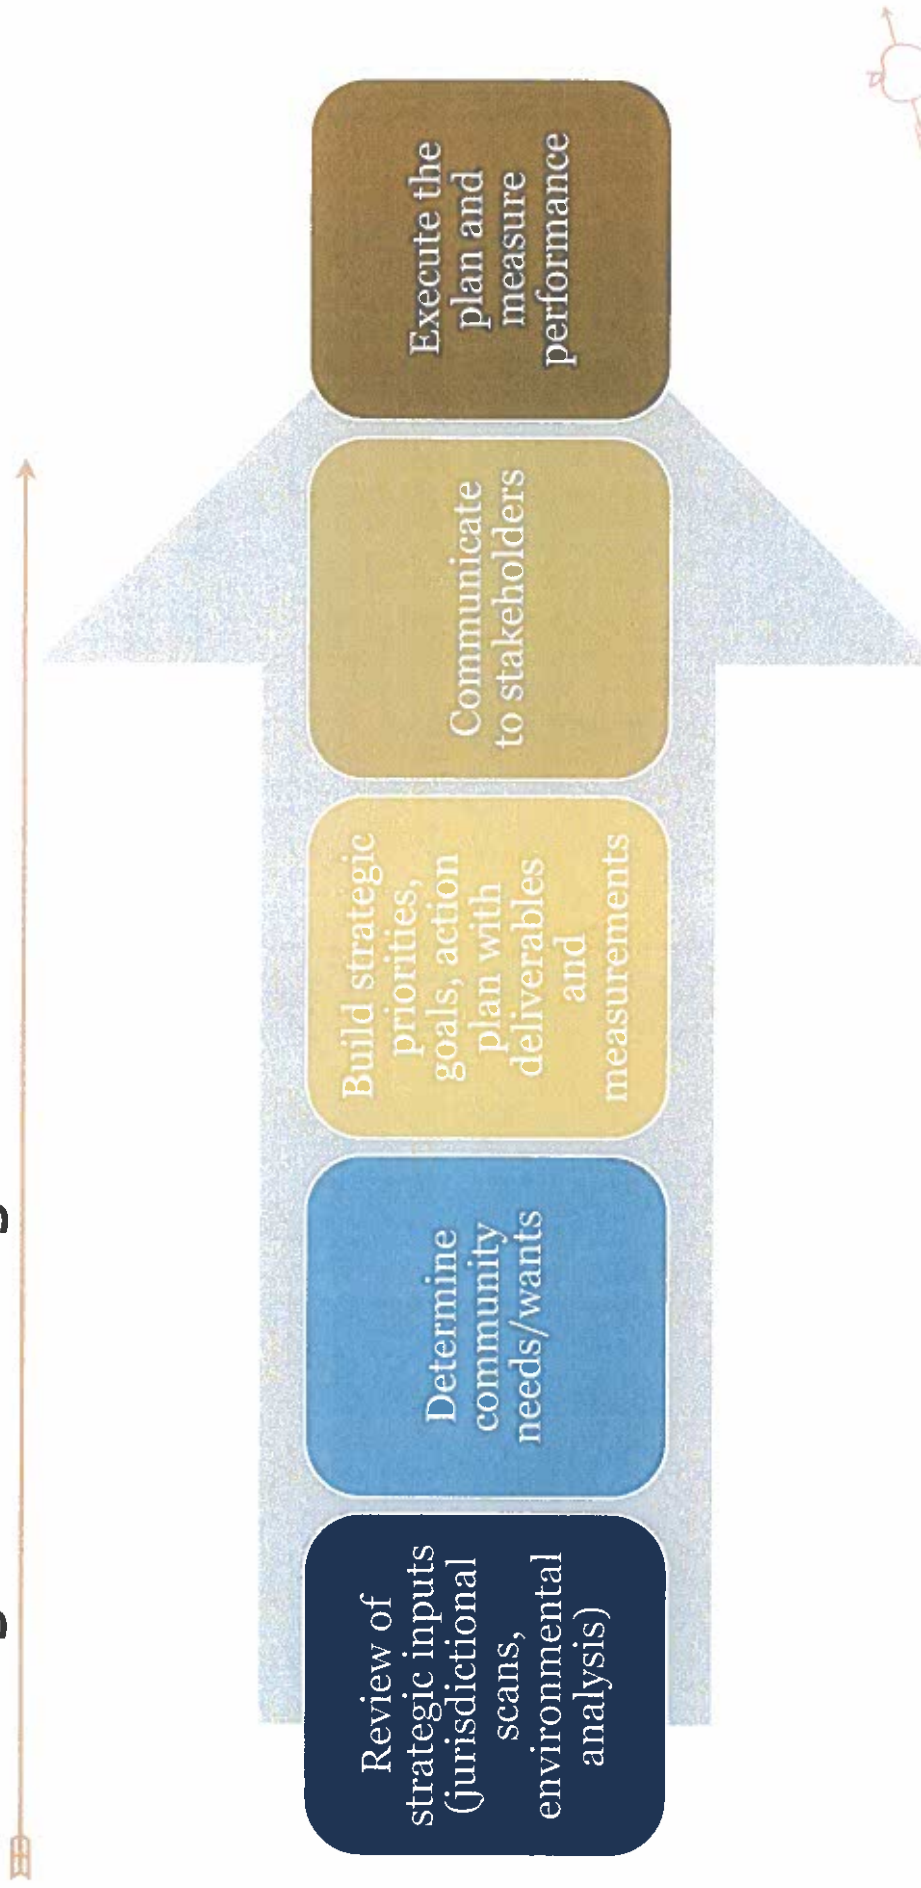 Review of
strategic inputs
(jurisdictional
scans,
environmental
analysis)
Determine
community
needs/wants
Build strategic
priorities,
goals, action
plan with
deliverables
and
measurements
Communicate
to stakeholders
Execute the
plan and
measure
performance